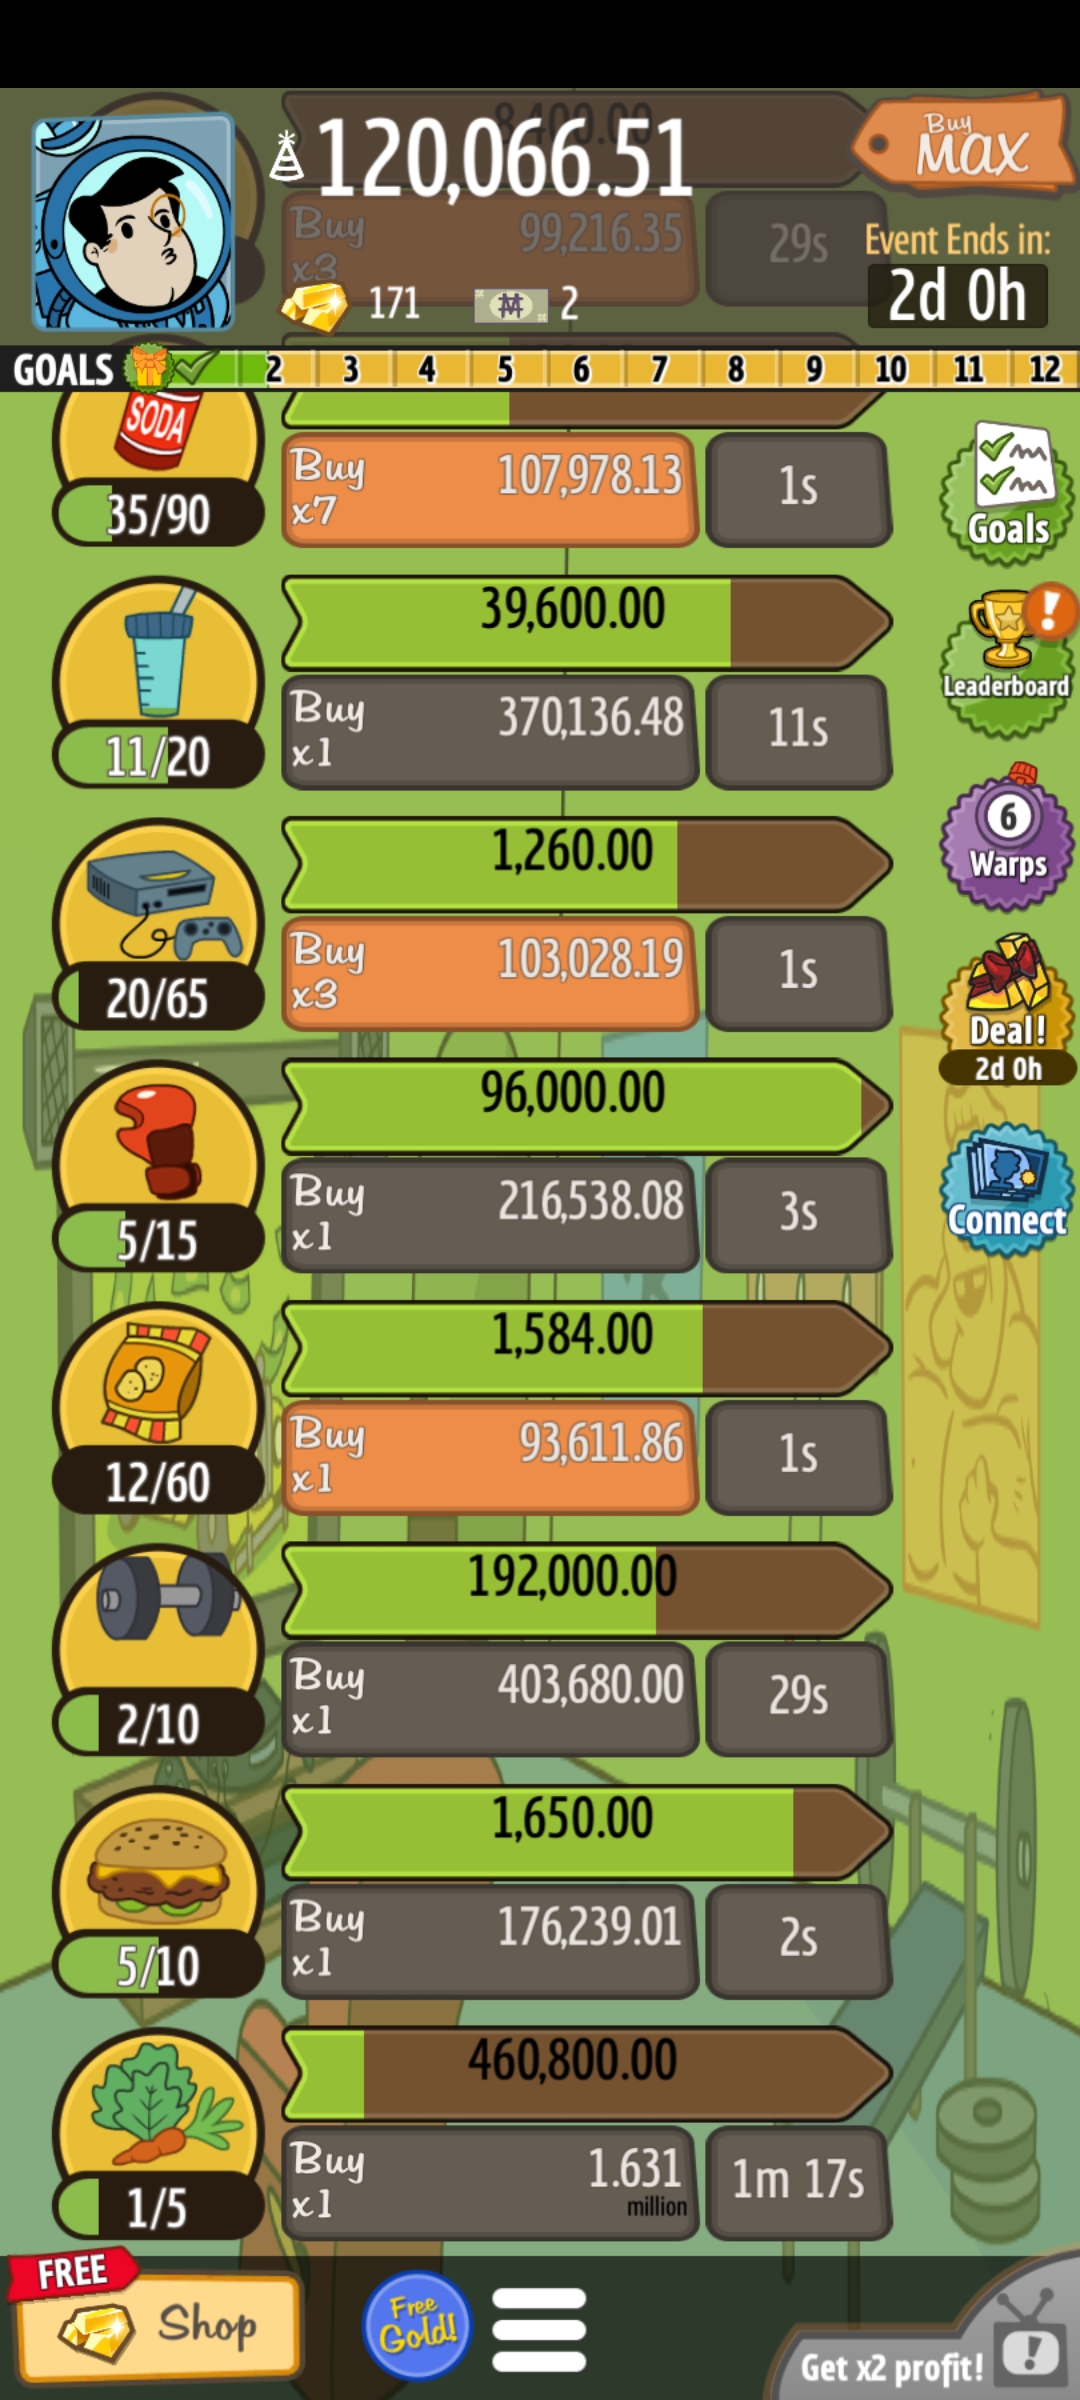 8,400.00
120,066.51
Buy
MAX
Buy
x3
99,216.35
29s
Event Ends in:
2d 0h
171
2
GOALS 2 3 4 5 6 7 8 9 10 11 12
SODA
35/90
Buy
x7
107,978.13
1s
Goals
39,600.00
11/20
Buy
x1
370,136.48
11s
!
Leaderboard
1,260.00
20/65
Buy
x3
103,028.19
1s
6
Warps
Deal!
2d 0h
96,000.00
5/15
Buy
x1
216,538.08
3s
Connect
1,584.00
12/60
Buy
x1
93,611.86
1s
192,000.00
2/10
Buy
x1
403,680.00
29s
1,650.00
5/10
Buy
x1
176,239.01
2s
460,800.00
1/5
Buy
x1
1.631
million
1m 17s
FREE
Shop
Free
Gold!
Get x2 profit!
!